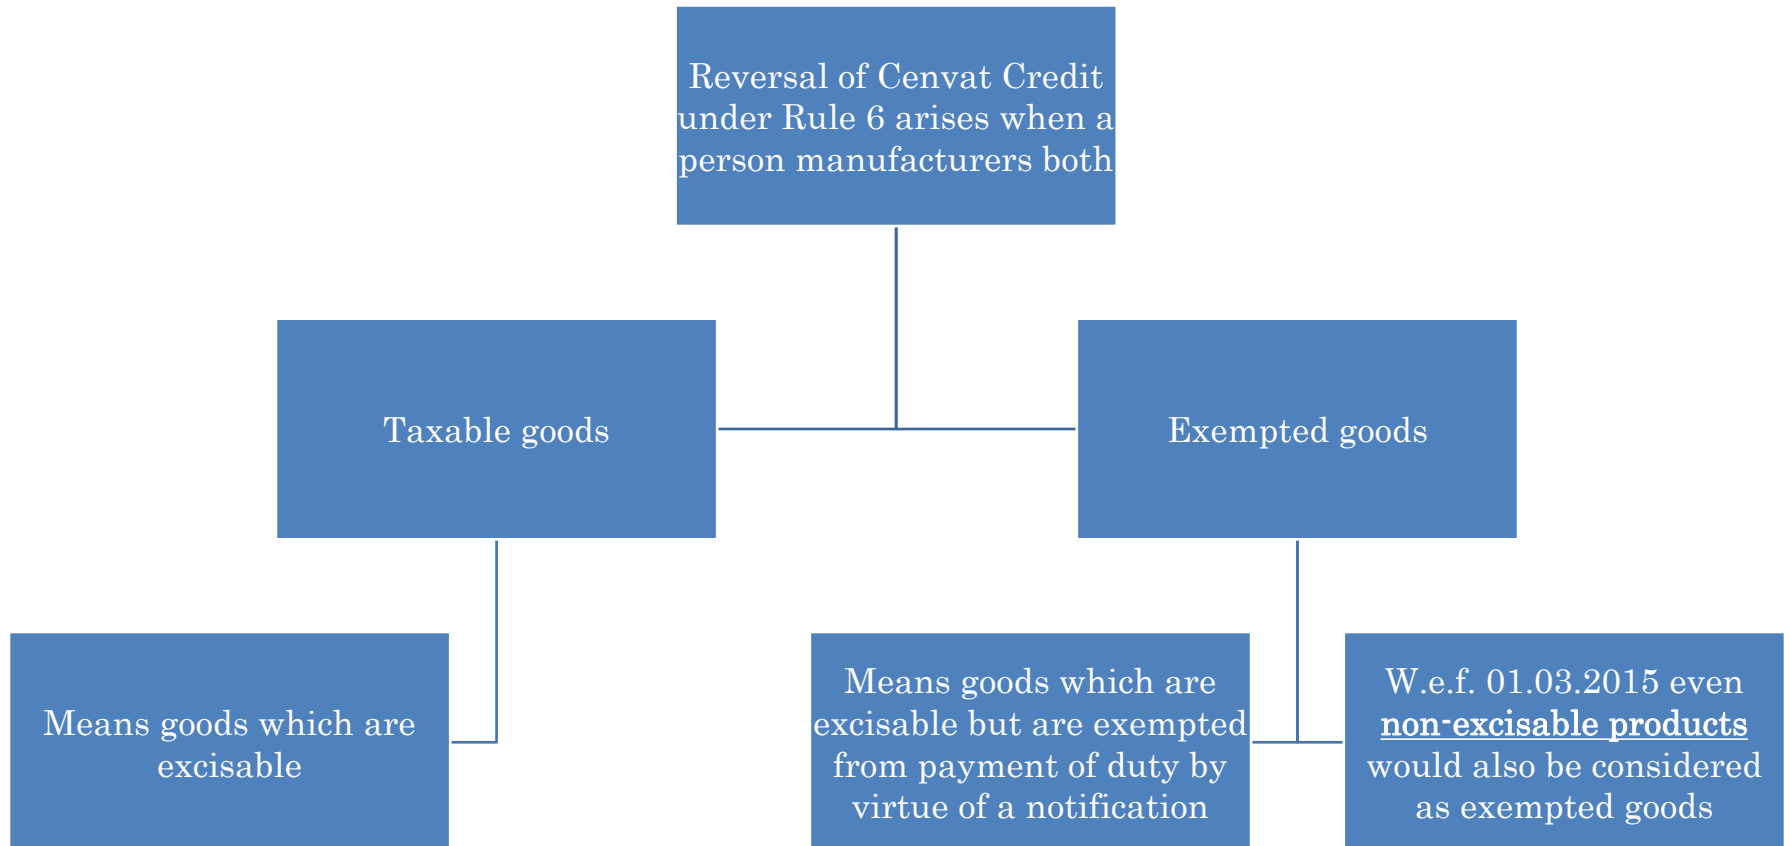 Reversal of Cenvat Credit
under Rule 6 arises when a
person manufacturers both
Taxable goods
Exempted goods
Means goods which are
excisable
Means goods which are
excisable but are exempted
from payment of duty by
virtue of a notification
W.e.f. 01.03.2015 even
non-excisable products
would also be considered
as exempted goods